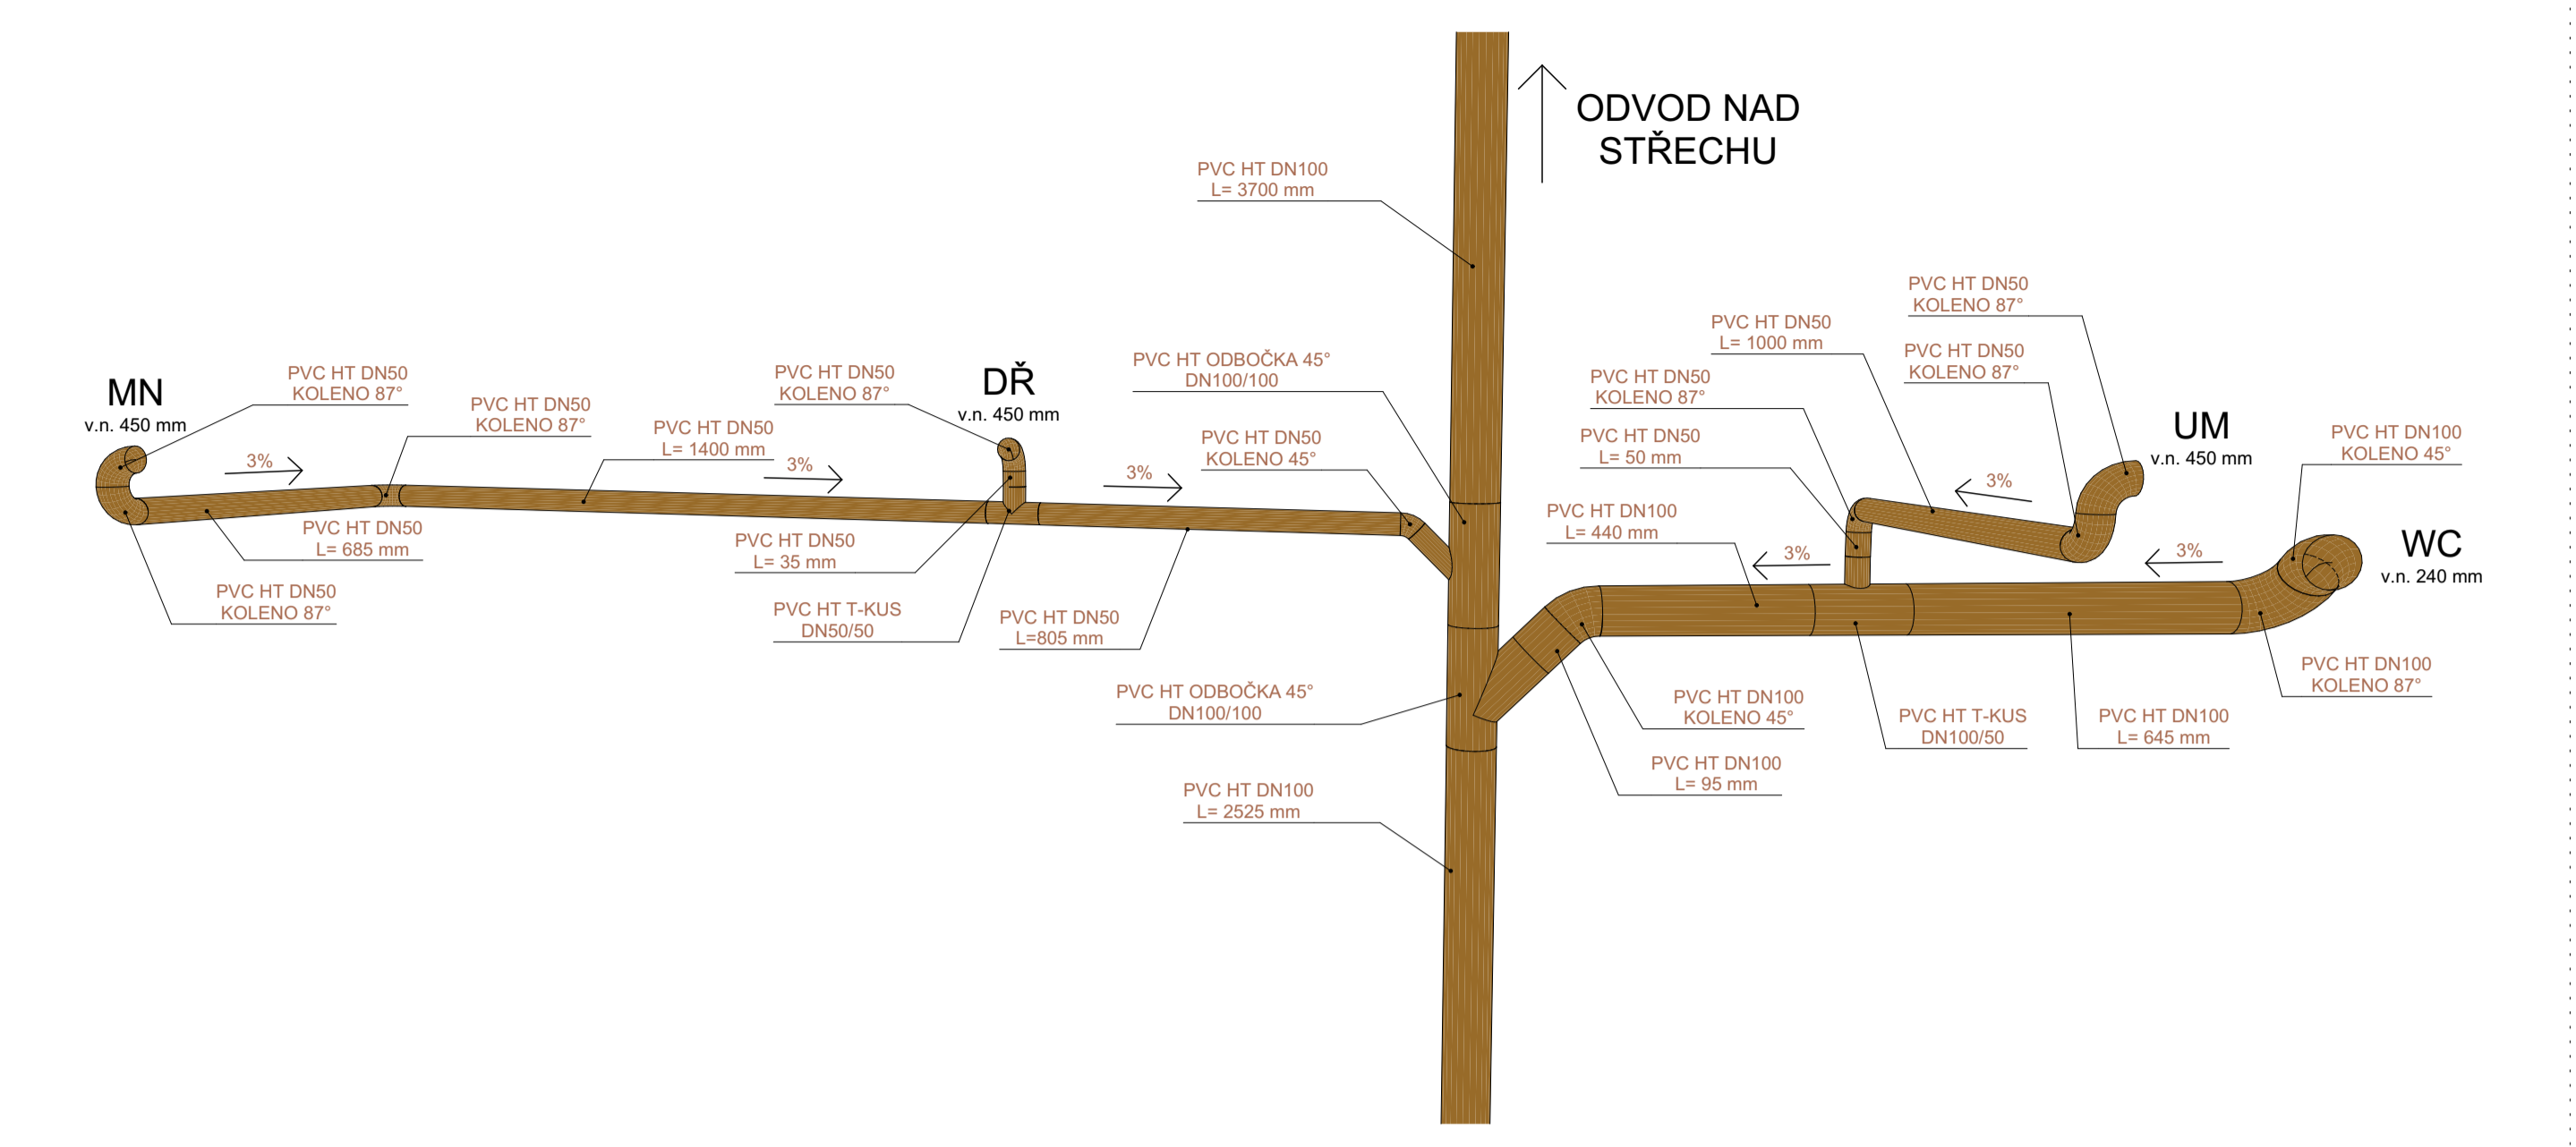 ODVOD NAD
STŘECHU
PVC HT DN100
L= 3700 mm
MN
v.n. 450 mm
PVC HT DN50
KOLENO 87°
3%
PVC HT DN50
KOLENO 87°
PVC HT DN50
L= 1400 mm
3%
PVC HT DN50
KOLENO 87°
DŘ
v.n. 450 mm
3%
PVC HT ODBOČKA 45°
DN100/100
PVC HT DN50
KOLENO 45°
PVC HT DN50
L= 685 mm
PVC HT DN50
KOLENO 87°
PVC HT DN50
L= 35 mm
PVC HT T-KUS
DN50/50
PVC HT DN50
L=805 mm
PVC HT ODBOČKA 45°
DN100/100
PVC HT DN100
L= 2525 mm
PVC HT DN50
KOLENO 87°
PVC HT DN50
L= 1000 mm
PVC HT DN50
KOLENO 87°
PVC HT DN50
KOLENO 87°
PVC HT DN50
L= 50 mm
PVC HT DN100
L= 440 mm
3%
3%
UM
v.n. 450 mm
3%
PVC HT DN100
KOLENO 45°
WC
v.n. 240 mm
PVC HT DN100
KOLENO 87°
PVC HT DN100
KOLENO 45°
PVC HT T-KUS
DN100/50
PVC HT DN100
L= 645 mm
PVC HT DN100
L= 95 mm